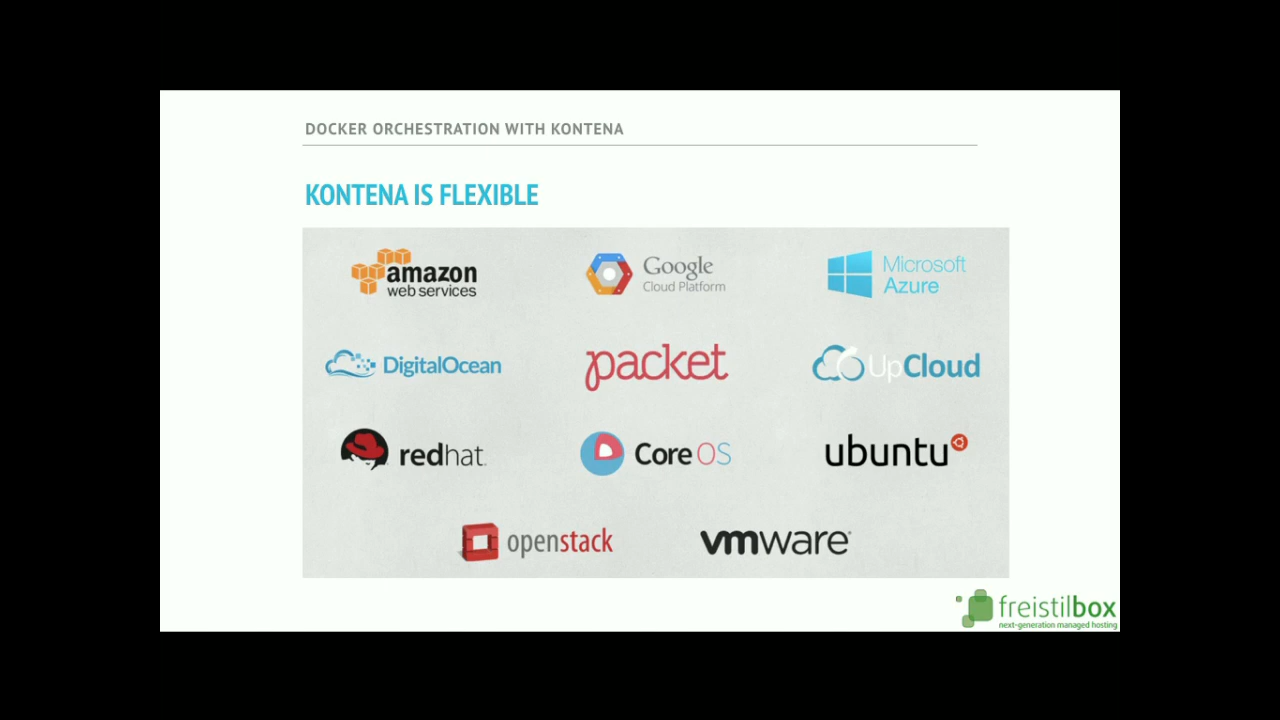 DOCKER ORCHESTRATION WITH KONTENA
KONTENA IS FLEXIBLE
amazon
web services
Google
Cloud Platform
Microsoft
Azure
DigitalOcean
packet
UpCloud
redhat.
CoreOS
ubuntu
openstack
vmware®
freistilbox
next-generation managed hosting